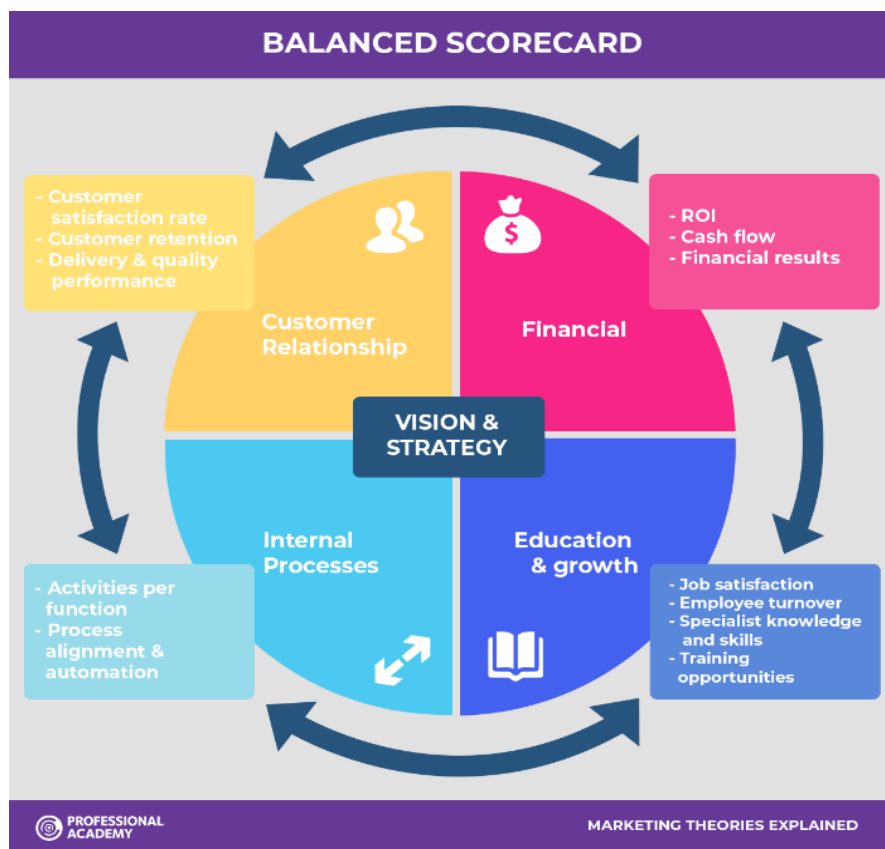 BALANCED SCORECARD
- Customer
satisfaction rate
- Customer retention
- Delivery & quality
performance
- ROI
- Cash flow
- Financial results
$
Customer
Relationship
Financial
VISION &
STRATEGY
Internal
Processes
Education
& growth
- Activities per
function
- Process
alignment &
automation
- Job satisfaction
- Employee turnover
- Specialist knowledge
and skills
- Training
opportunities
PROFESSIONAL
ACADEMY
MARKETING THEORIES EXPLAINED